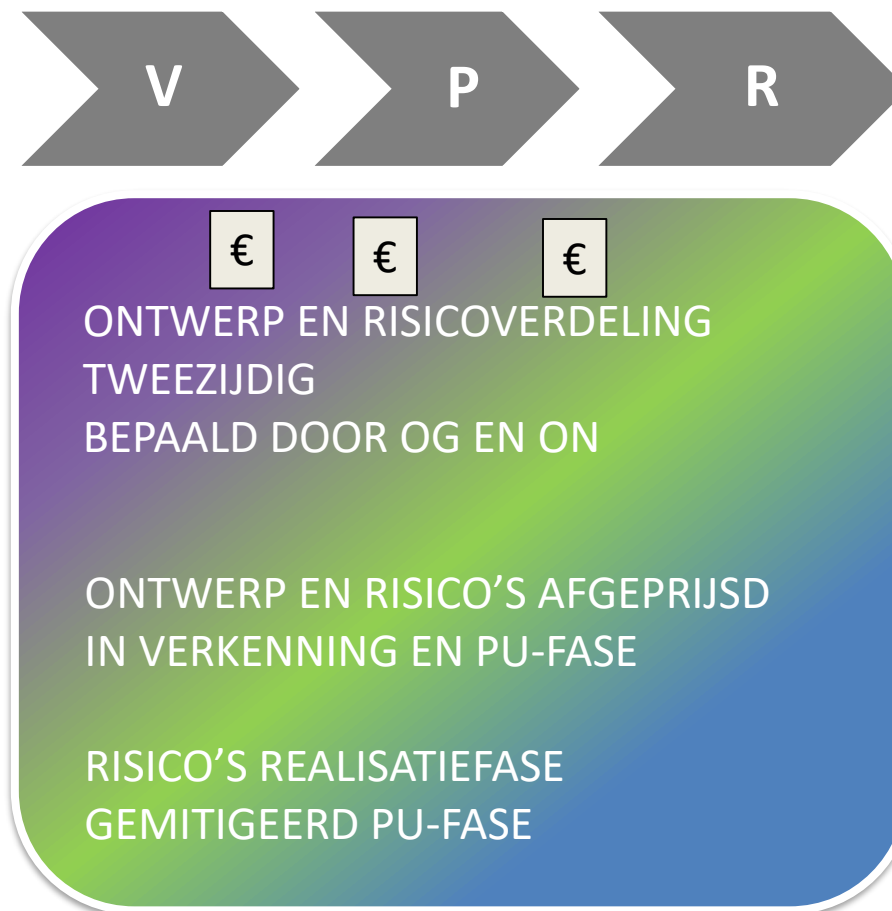 V P R
€ € €
ONTWERP EN RISICOVERDELING
TWEEZIJDIG
BEPAALD DOOR OG EN ON
ONTWERP EN RISICO’S AFGEPRIJSD
IN VERKENNING EN PU-FASE
RISICO’S REALISATIEFASE
GEMITIGEERD PU-FASE